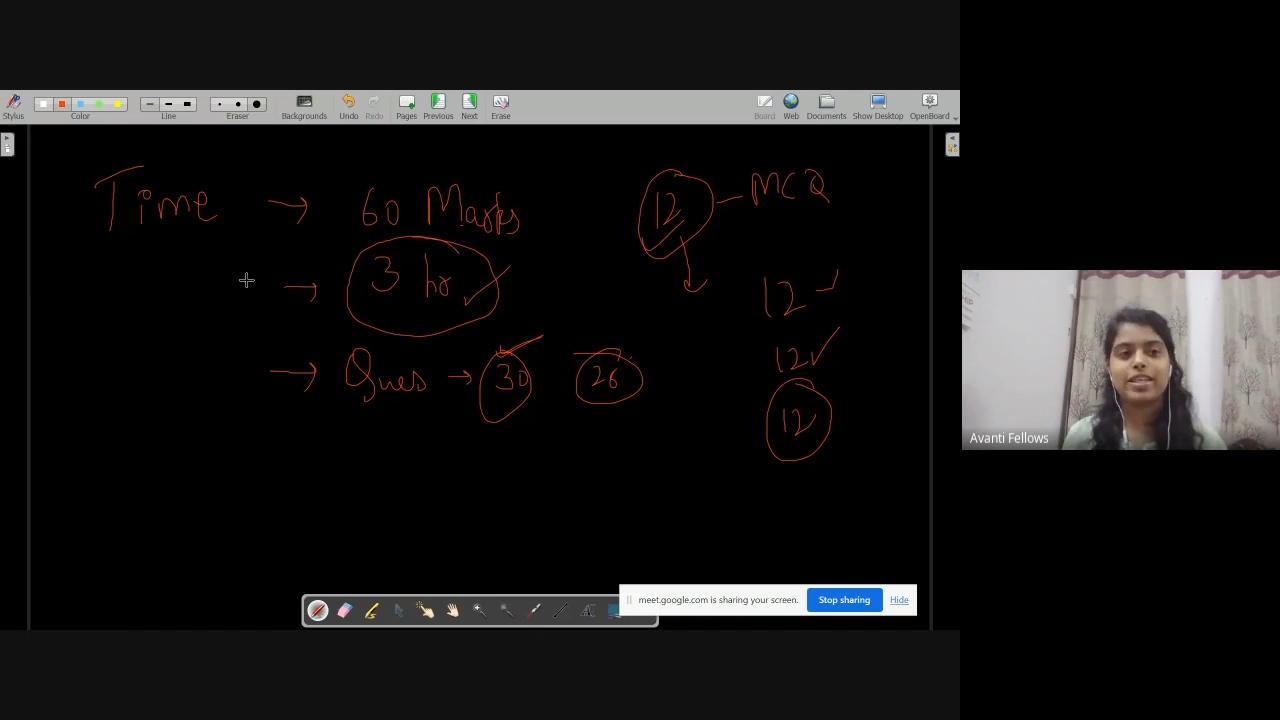 Stylus
Color
Line
Eraser
Backgrounds
Undo
Redo
Pages
Previous
Next
Erase
Board
Web
Documents
Show Desktop
OpenBoard
Time → 60 Marks
→ 3 hr
→ Ques → 30 26
12 - MCQ
12
12
12
Avanti Fellows
meet.google.com is sharing your screen.
Stop sharing
Hide